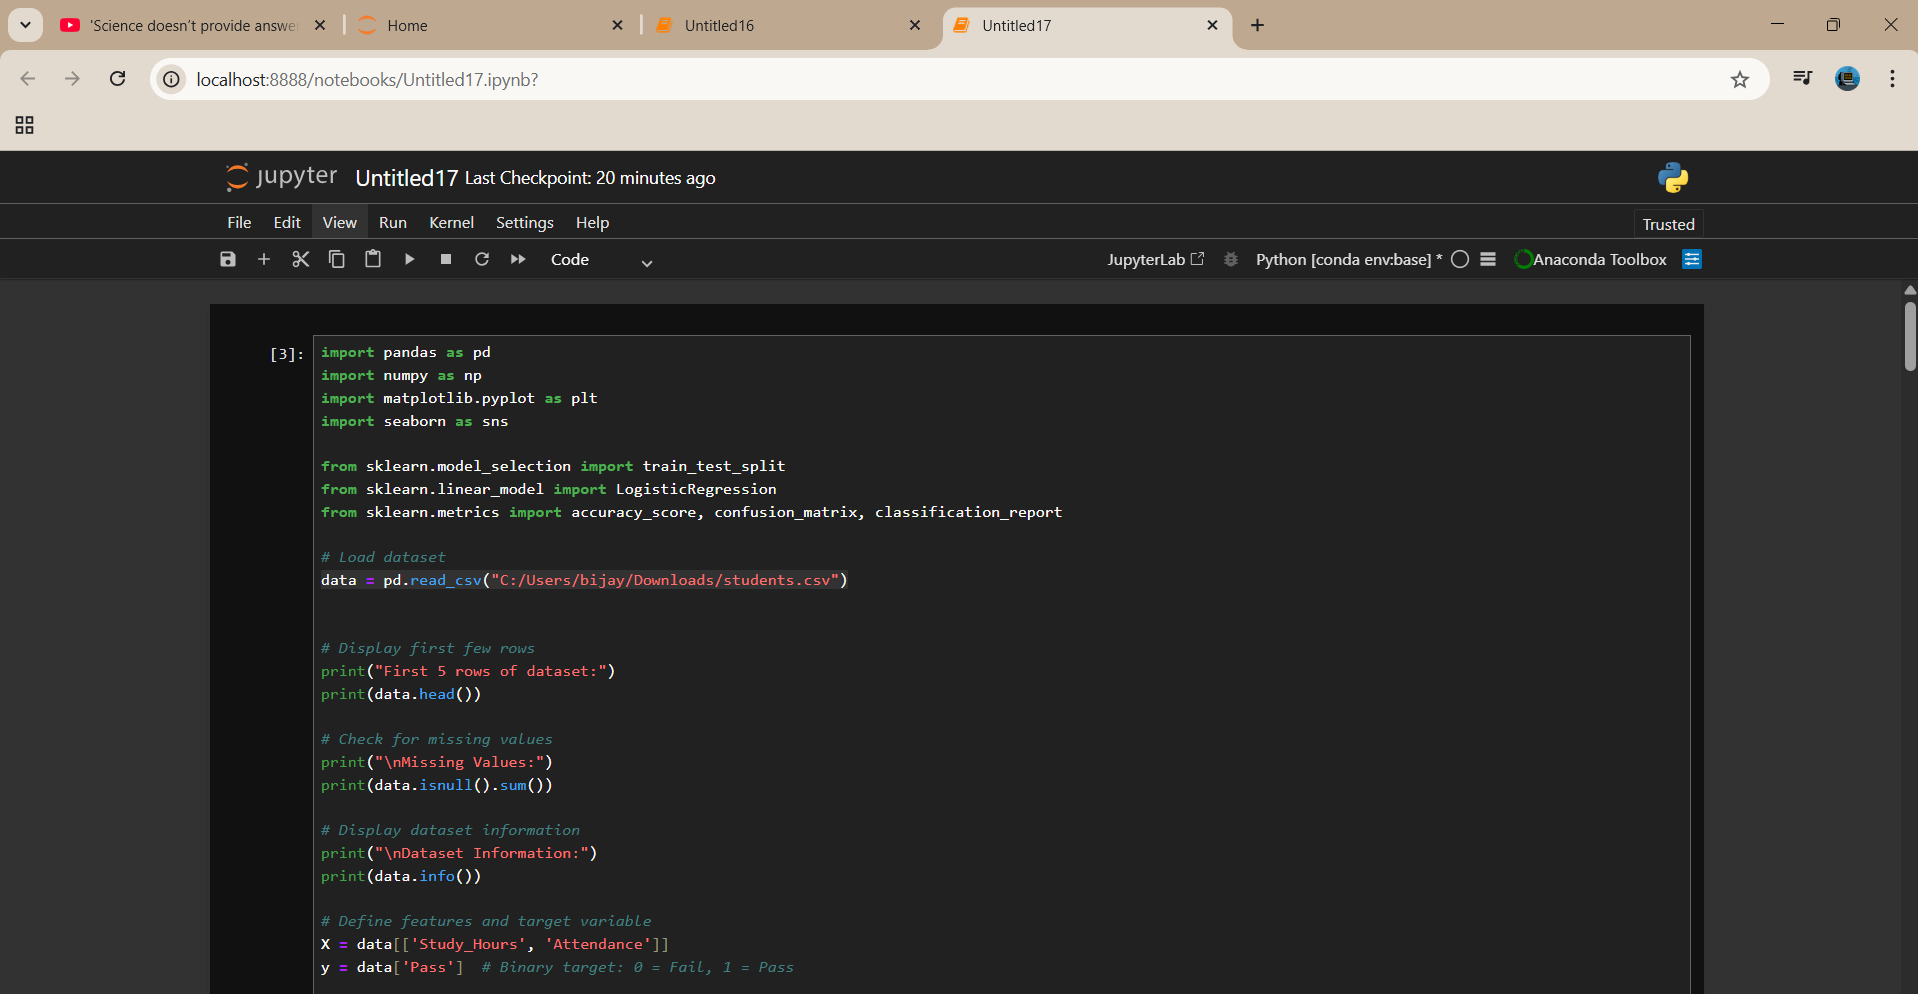 'Science doesn't provide answe
Home
Untitled16
Untitled17
localhost:8888/notebooks/Untitled17.ipynb?
jupyter Untitled17 Last Checkpoint: 20 minutes ago
File Edit View Run Kernel Settings Help
Trusted
Code
JupyterLab
Python [conda env:base] *
Anaconda Toolbox
[3]:
import pandas as pd
import numpy as np
import matplotlib.pyplot as plt
import seaborn as sns

from sklearn.model_selection import train_test_split
from sklearn.linear_model import LogisticRegression
from sklearn.metrics import accuracy_score, confusion_matrix, classification_report

# Load dataset
data = pd.read_csv("C:/Users/bijay/Downloads/students.csv")

# Display first few rows
print("First 5 rows of dataset:")
print(data.head())

# Check for missing values
print("\nMissing Values:")
print(data.isnull().sum())

# Display dataset information
print("\nDataset Information:")
print(data.info())

# Define features and target variable
X = data[['Study_Hours', 'Attendance']]
y = data['Pass']  # Binary target: 0 = Fail, 1 = Pass